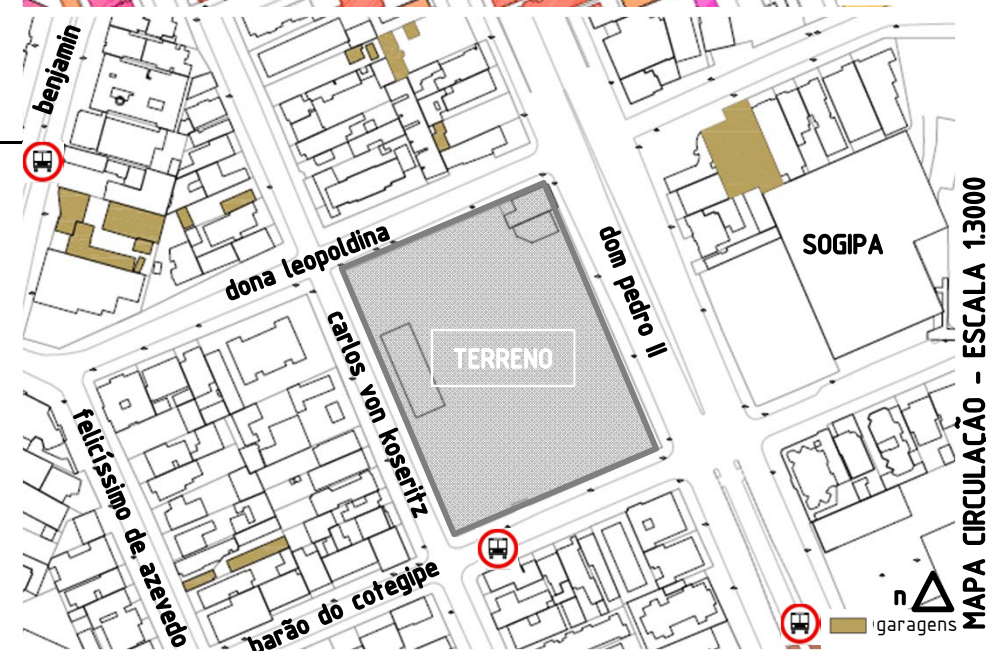 benjamin
dona leopoldina
dom pedro II
SOGIPA
TERRENO
carlos von koseritz
felicíssimo de azevedo
barão do cotegipe
n
garagens
MAPA CIRCULAÇÃO - ESCALA 1.3000